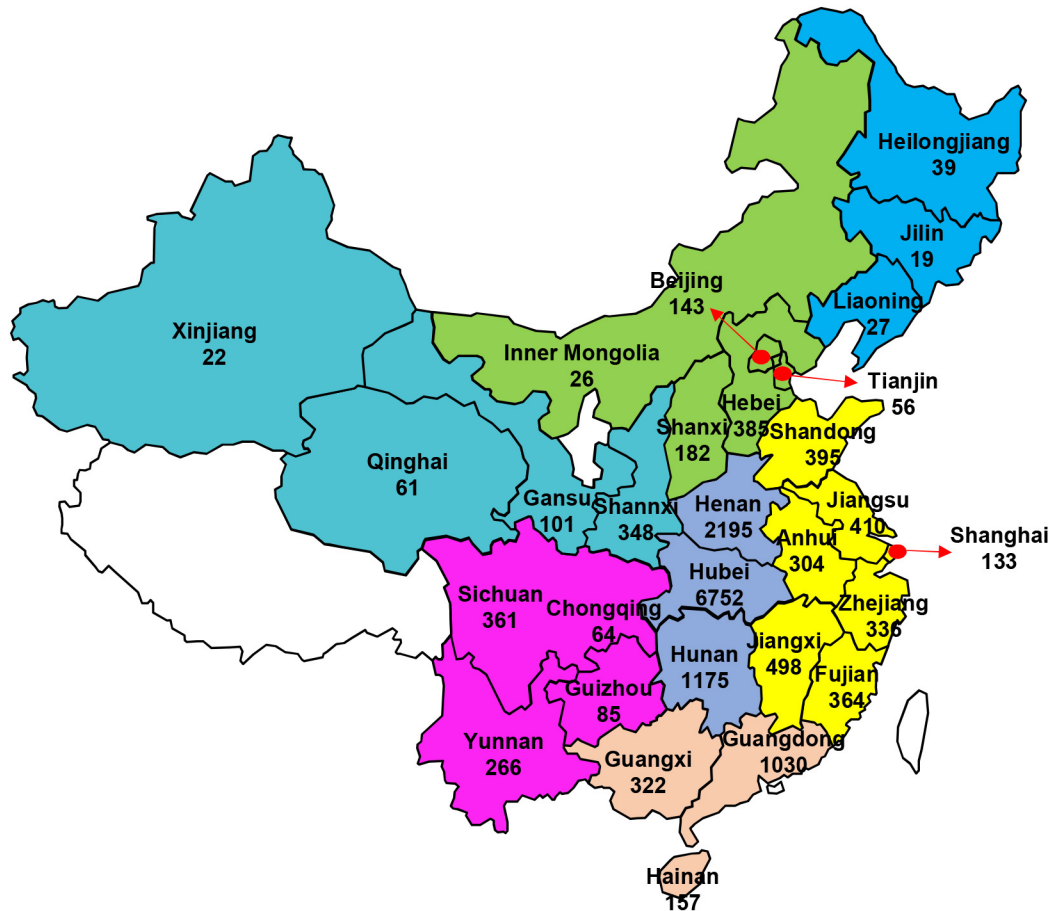 Heilongjiang
39
Jilin
19
Beijing
143
Liaoning
27
Xinjiang
22
Inner Mongolia
26
Tianjin
56
Hebei
385
Shanxi
182
Shandong
395
Qinghai
61
Gansu
101
Shannxi
348
Henan
2195
Jiangsu
410
Anhui
304
Shanghai
133
Hubei
6752
Sichuan
361
Chongqing
64
Zhejiang
336
Hunan
1175
Jiangxi
498
Fujian
364
Guizhou
85
Yunnan
266
Guangxi
322
Guangdong
1030
Hainan
157